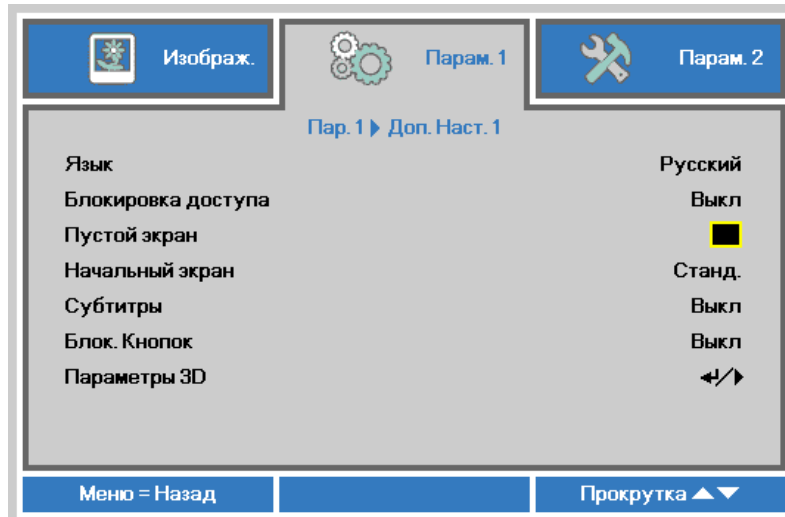 Изображ. Парам. 1 Парам. 2
Пар. 1 ▶ Доп. Наст. 1
Язык Русский
Блокировка доступа Выкл
Пустой экран
Начальный экран Станд.
Субтитры Выкл
Блок. Кнопок Выкл
Параметры 3D ↵/▶
Меню = Назад Прокрутка ▲▼